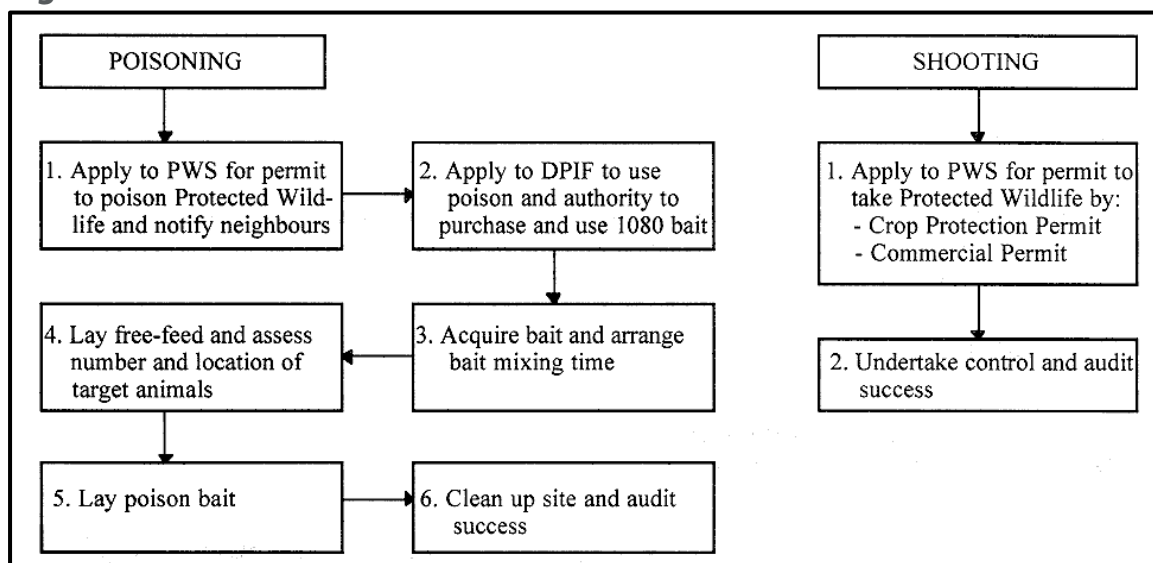 POISONING
1. Apply to PWS for permit
to poison Protected Wild-
life and notify neighbours
2. Apply to DPIF to use
poison and authority to
purchase and use 1080 bait
3. Acquire bait and arrange
bait mixing time
4. Lay free-feed and assess
number and location of
target animals
5. Lay poison bait
6. Clean up site and audit
success
SHOOTING
1. Apply to PWS for permit to
take Protected Wildlife by:
- Crop Protection Permit
- Commercial Permit
2. Undertake control and audit
success